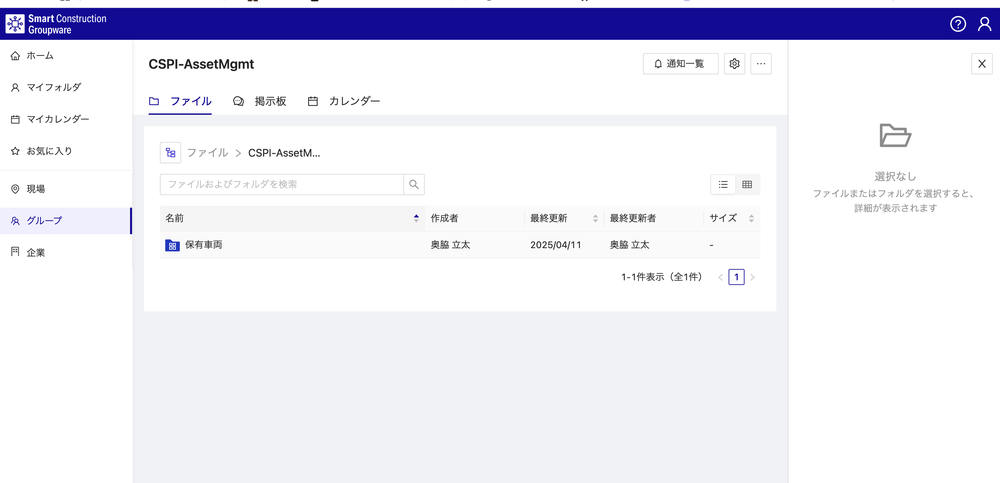 Smart Construction
Groupware
ホーム
マイフォルダ
マイカレンダー
お気に入り
現場
グループ
企業
CSPI-AssetMgmt
通知一覧
ファイル 掲示板 カレンダー
ファイル > CSPI-AssetM...
ファイルおよびフォルダを検索
名前 作成者 最終更新 最終更新者 サイズ
保有車両 奥脇 立太 2025/04/11 奥脇 立太 -
1-1件表示（全1件） < 1 >
X
選択なし
ファイルまたはフォルダを選択すると、
詳細が表示されます